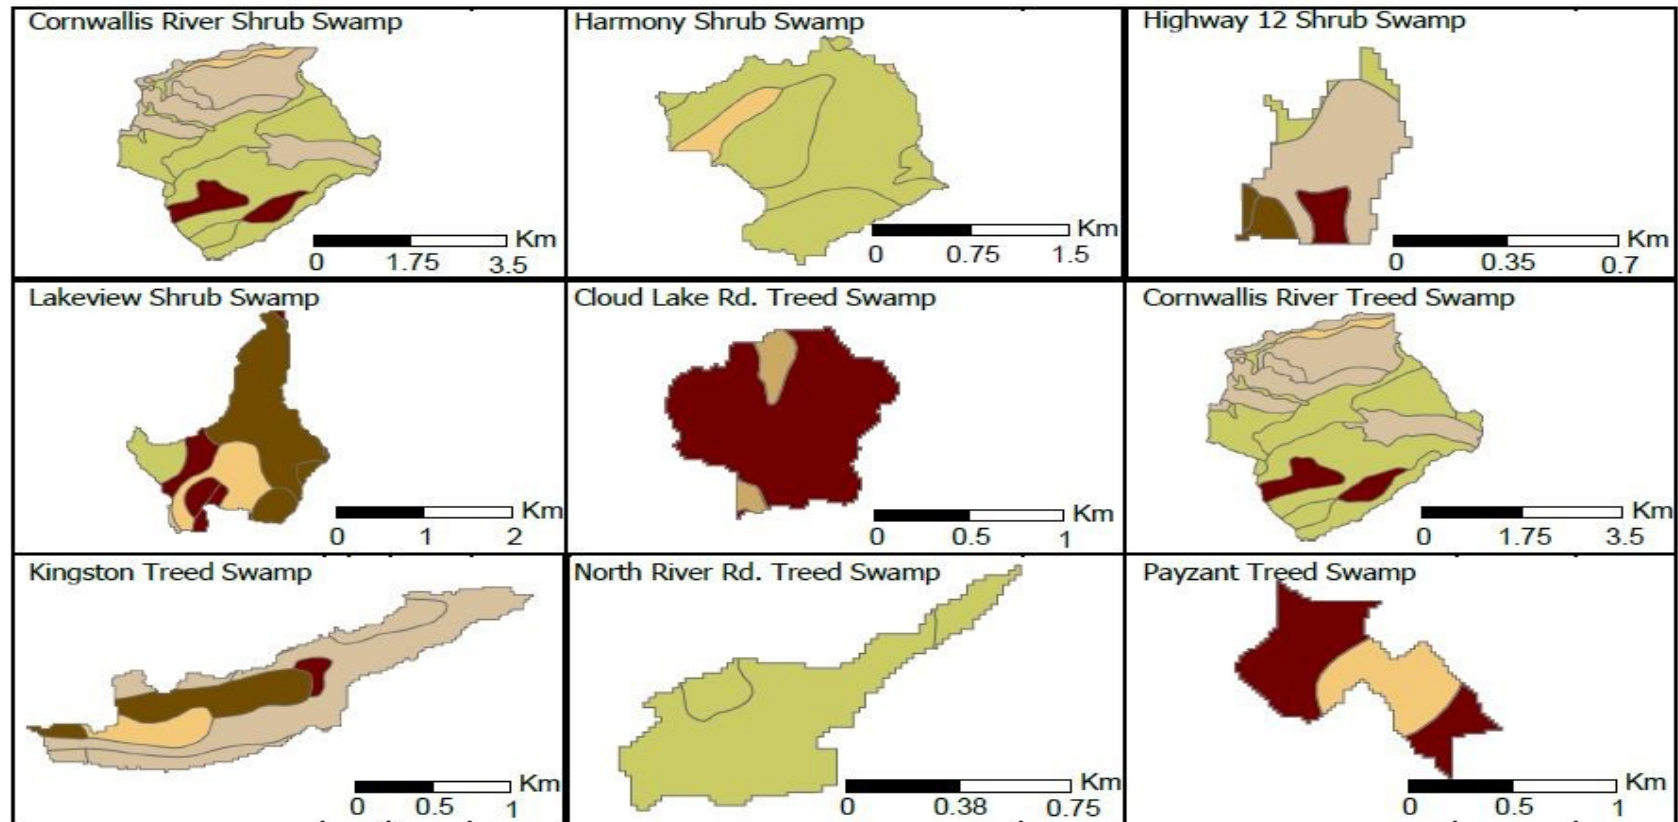 Cornwallis River Shrub Swamp
Km
0 1.75 3.5
Harmony Shrub Swamp
Km
0 0.75 1.5
Highway 12 Shrub Swamp
Km
0 0.35 0.7
Lakeview Shrub Swamp
Km
0 1 2
Cloud Lake Rd. Treed Swamp
Km
0 0.5 1
Cornwallis River Treed Swamp
Km
0 1.75 3.5
Kingston Treed Swamp
Km
0 0.5 1
North River Rd. Treed Swamp
Km
0 0.38 0.75
Payzant Treed Swamp
Km
0 0.5 1